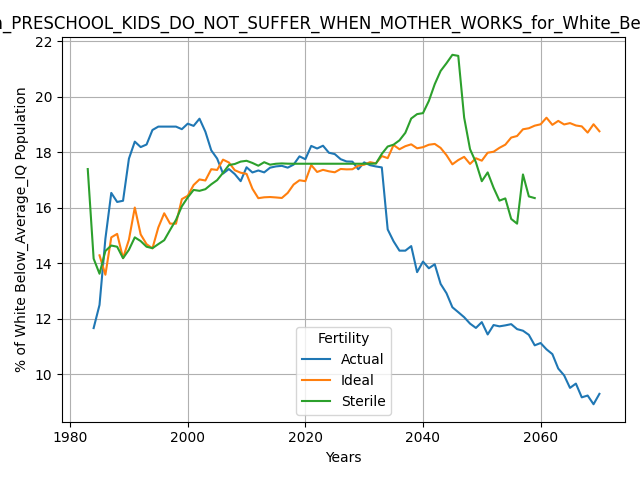 _PRESCHOOL_KIDS_DO_NOT_SUFFER_WHEN_MOTHER_WORKS_for_White_Be
22
20
18
16
14
12
10
% of White Below_Average_IQ Population
Fertility
Actual
Ideal
Sterile
1980 2000 2020 2040 2060
Years